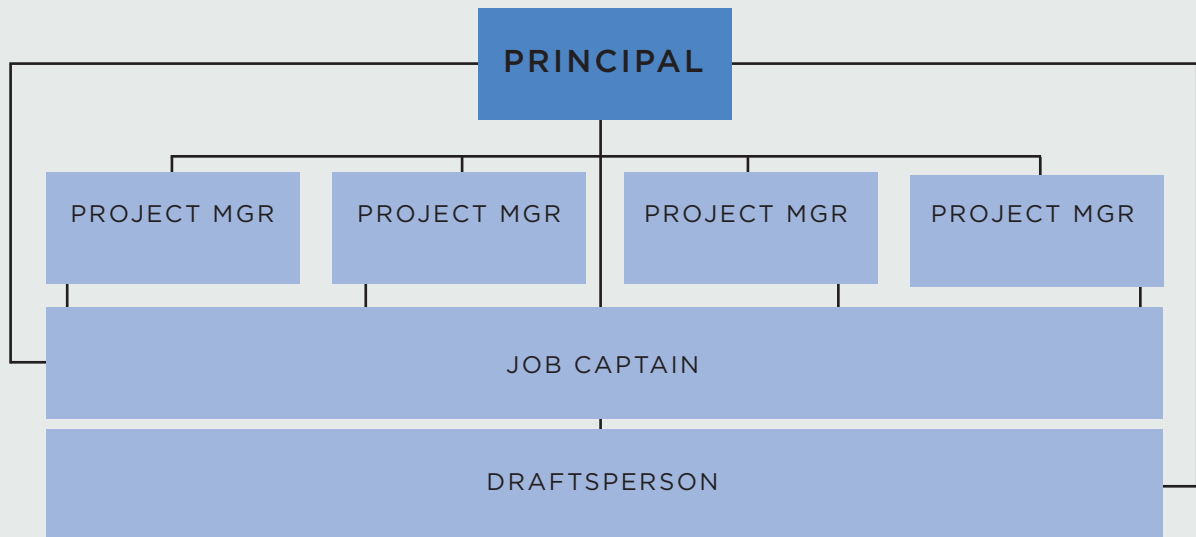 PRINCIPAL
PROJECT MGR
PROJECT MGR
PROJECT MGR
PROJECT MGR
JOB CAPTAIN
DRAFTSPERSON